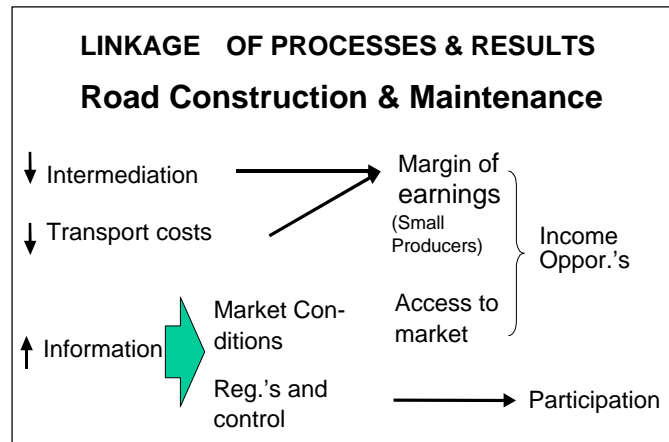 LINKAGE OF PROCESSES & RESULTS
Road Construction & Maintenance
Intermediation
Transport costs
Margin of
earnings
(Small
Producers)
Income
Oppor.'s
Information
Market Con-
ditions
Access to
market
Reg.'s and
control
Participation